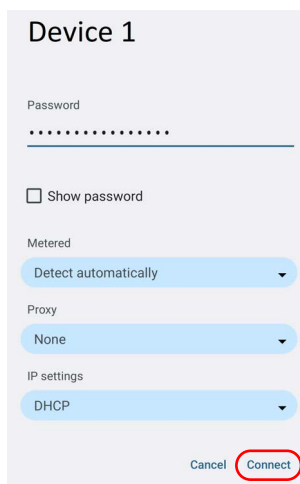 Device 1
Password
••••••••••••••••
Show password
Metered
Detect automatically
Proxy
None
IP settings
DHCP
Cancel Connect